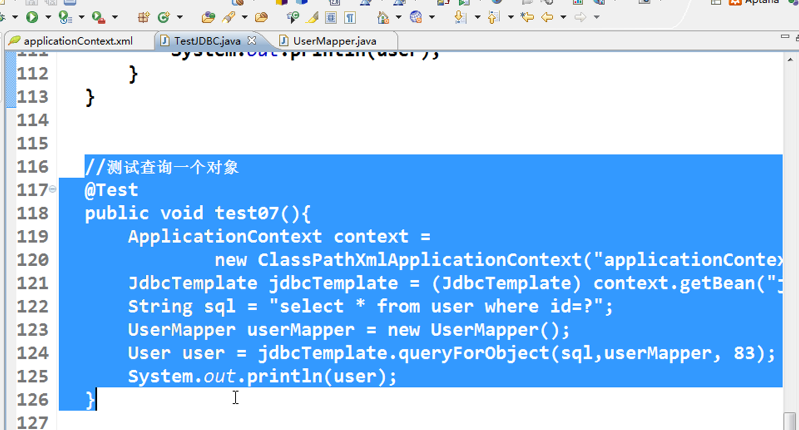 Aptana
applicationContext.xml
TestJDBC.java
UserMapper.java
111 System.out.println(user);
112 }
113 }
114
115
116 //测试查询一个对象
117 @Test
118 public void test07(){
119 ApplicationContext context =
120 new ClassPathXmlApplicationContext("applicationContex
121 JdbcTemplate jdbcTemplate = (JdbcTemplate) context.getBean("j
122 String sql = "select * from user where id=?";
123 UserMapper userMapper = new UserMapper();
124 User user = jdbcTemplate.queryForObject(sql,userMapper, 83);
125 System.out.println(user);
126 }
127